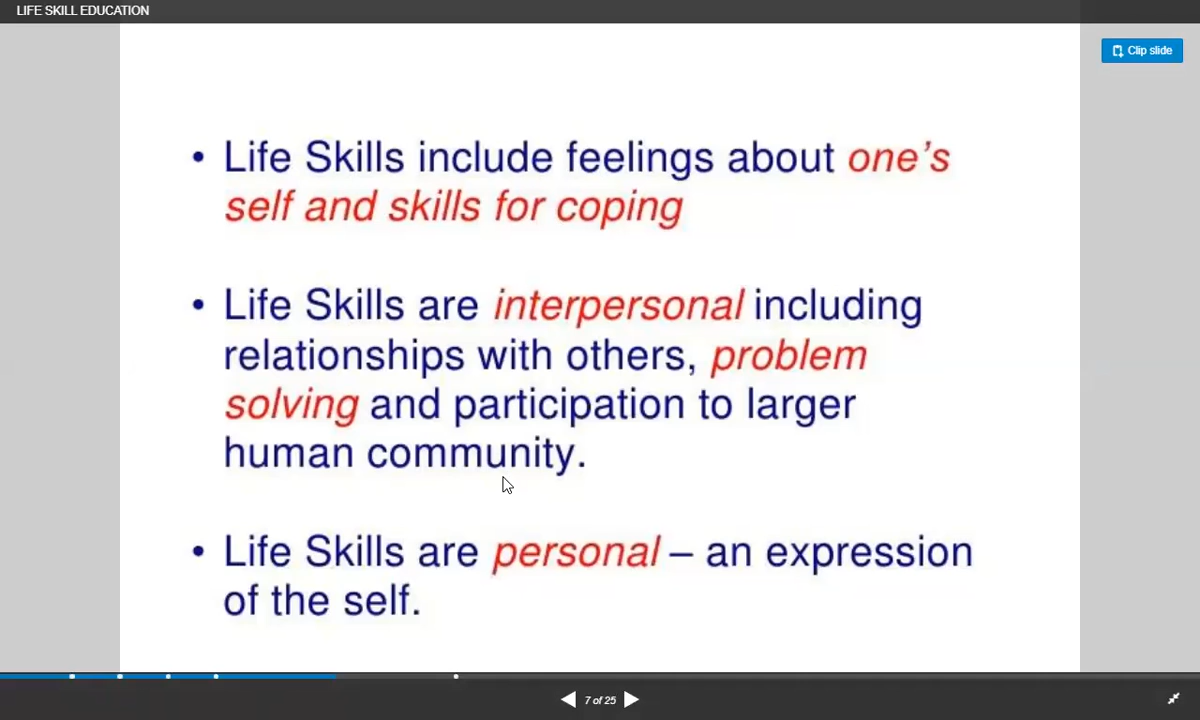 LIFE SKILL EDUCATION
Clip slide
• Life Skills include feelings about one's
self and skills for coping
• Life Skills are interpersonal including
relationships with others, problem
solving and participation to larger
human community.
• Life Skills are personal – an expression
of the self.
7 of 25